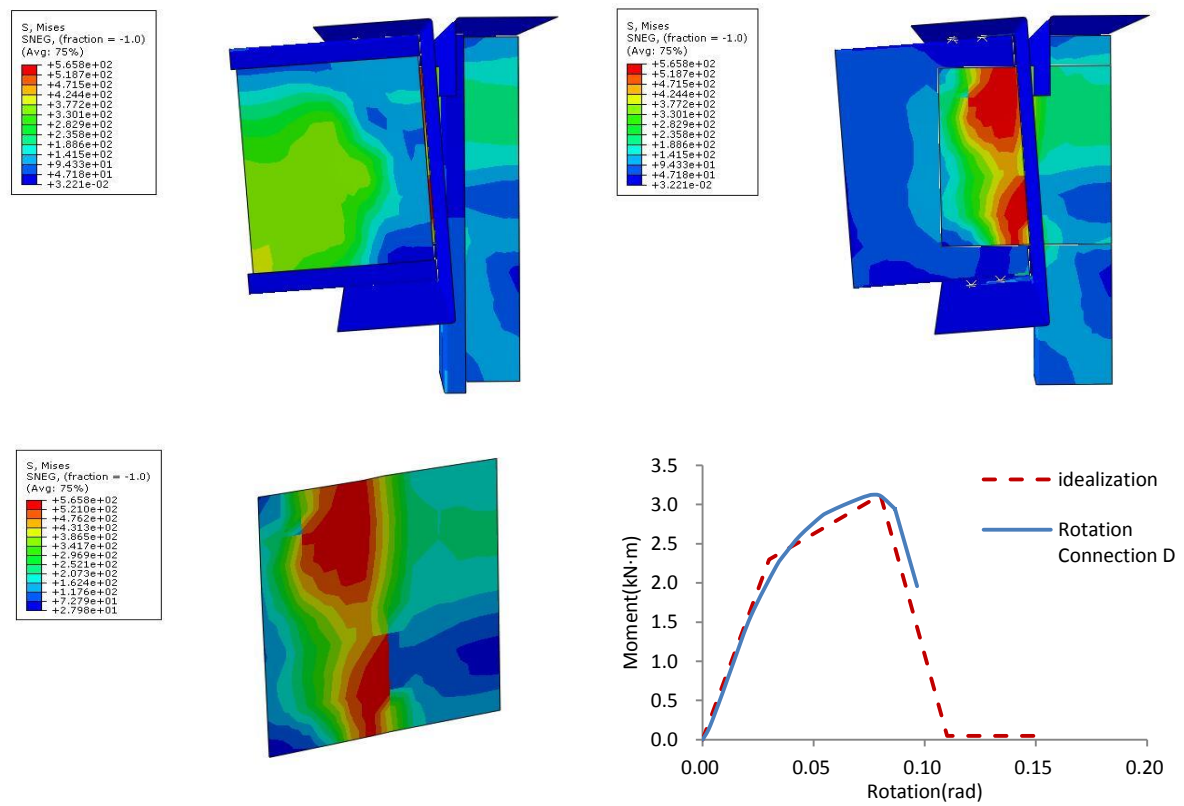 S, Mises
SNEG, (fraction = -1.0)
(Avg: 75%)
+5.658e+02
+5.187e+02
+4.715e+02
+4.244e+02
+3.772e+02
+3.301e+02
+2.829e+02
+2.358e+02
+1.886e+02
+1.415e+02
+9.433e+01
+4.718e+01
+3.221e-02
S, Mises
SNEG, (fraction = -1.0)
(Avg: 75%)
+5.658e+02
+5.187e+02
+4.715e+02
+4.244e+02
+3.772e+02
+3.301e+02
+2.829e+02
+2.358e+02
+1.886e+02
+1.415e+02
+9.433e+01
+4.718e+01
+3.221e-02
S, Mises
SNEG, (fraction = -1.0)
(Avg: 75%)
+5.658e+02
+5.210e+02
+4.762e+02
+4.313e+02
+3.865e+02
+3.417e+02
+2.969e+02
+2.521e+02
+2.073e+02
+1.624e+02
+1.176e+02
+7.279e+01
+2.798e+01
Moment(kN·m)
3.5
3.0
2.5
2.0
1.5
1.0
0.5
0.0
0.00 0.05 0.10 0.15 0.20
Rotation(rad)
idealization
Rotation
Connection D